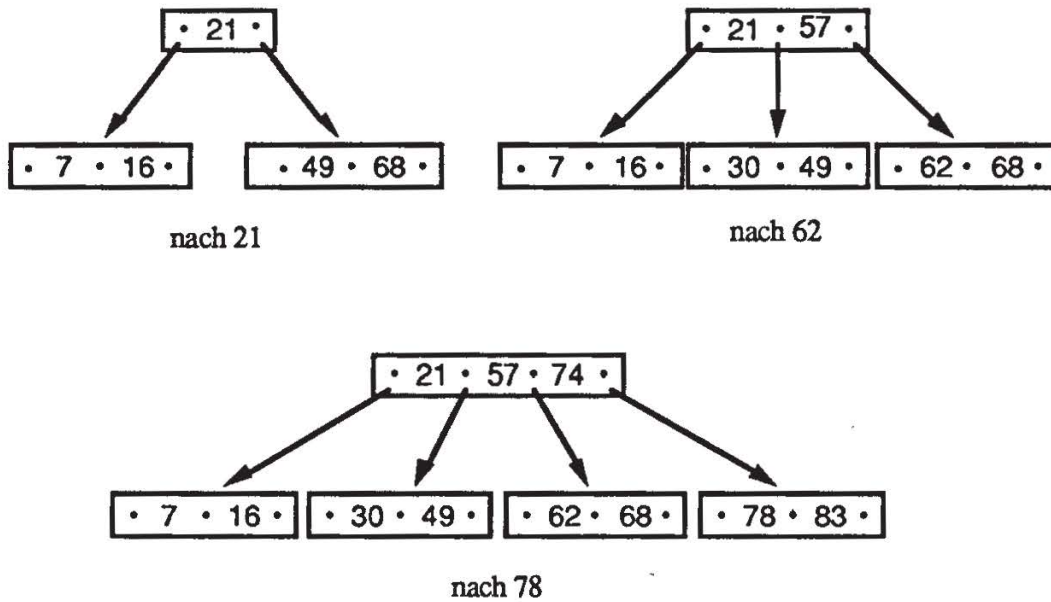 · 21 ·
· 21 · 57 ·
· 7 · 16 ·
· 49 · 68 ·
· 7 · 16 ·
· 30 · 49 ·
· 62 · 68 ·
nach 21
nach 62
· 21 · 57 · 74 ·
· 7 · 16 ·
· 30 · 49 ·
· 62 · 68 ·
· 78 · 83 ·
nach 78